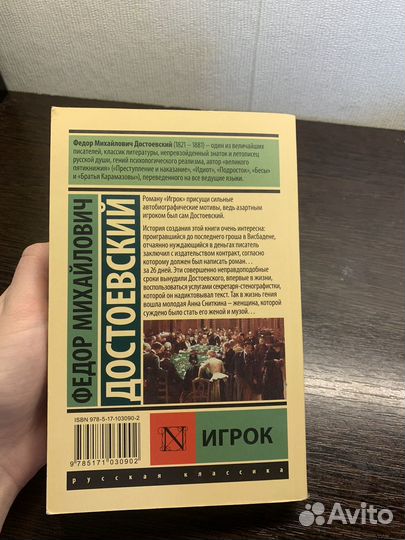 Федор Михайлович Достоевский (1821 – 1881) – один из величайших
писателей, классик литературы, непревзойденный знаток и летописец
русской души, гений психологического реализма, автор «великого
пятикнижия» («Преступление и наказание», «Идиот», «Подросток», «Бесы»
и «Братья Карамазовы»), переведенного на все ведущие языки.
ФЕДОР МИХАЙЛОВИЧ
ДОСТОЕВСКИЙ
Роману «Игрок» присущи сильные
автобиографические мотивы, ведь азартным
игроком был сам Достоевский.
История создания этой книги очень интересна:
проигравшийся до последнего гроша в Висбадене,
отчаянно нуждающийся в деньгах писатель
заключил с издательством контракт, согласно
которому должен был написать роман…
за 26 дней. Эти совершенно неправдоподобные
сроки вынудили Достоевского, впервые в жизни,
воспользоваться услугами секретаря-стенографистки,
которой он надиктовывал текст. Так в жизнь гения
вошла молодая Анна Сниткина – женщина, которой
суждено было стать его женой и музой…
ISBN 978-5-17-103090-2
9 785171 030902
N
ИГРОК
русская классика
Avito